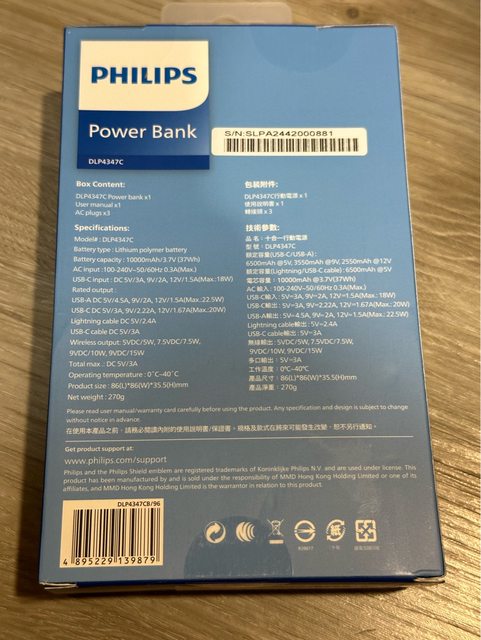 PHILIPS
Power Bank
DLP4347C
S/N:SLPA2442000881
Box Content:
DLP4347C Power bank x1
User manual x1
AC plugs x3
Specifications:
Model# : DLP4347C
Battery type : Lithium polymer battery
Battery capacity : 10000mAh/3.7V(37Wh)
AC input : 100-240V~50/60Hz 0.3A(Max.)
USB-C input : DC 5V/3A, 9V/2A, 12V/1.5A(Max.:18W)
Rated output :
USB-A DC 5V/4.5A, 9V/2A, 12V/1.5A(Max.:22.5W)
USB-C DC 5V/3A, 9V/2.22A, 12V/1.67A(Max.:20W)
Lightning cable DC 5V/2.4A
USB-C cable DC 5V/3A
Wireless output: 5VDC/5W, 7.5VDC/7.5W,
9VDC/10W, 9VDC/15W
Total max : DC 5V/3A
Operating temperature : 0˚C~40˚C
Product size : 86(L)*86(W)*35.5(H)mm
Net weight : 270g
包裝附件:
DLP4347C行動電源 x 1
使用說明書 x 1
轉接頭 x 3
技術參數:
品 名 : 十合一行動電源
型 號 : DLP4347C
額定容量(USB-C/USB-A) :
6500mAh @5V, 3550mAh @9V, 2550mAh @12V
額定容量(Lightning/USB-C cable) : 6500mAh @5V
電芯容量 : 10000mAh @3.7V(37Wh)
AC 輸入 : 100-240V~50/60Hz 0.3A(Max.)
USB-C輸入 : 5V⎓3A, 9V⎓2A, 12V⎓1.5A(Max.: 18W)
USB-C輸出 : 5V⎓3A, 9V⎓2.22A, 12V⎓1.67A(Max.:20W)
USB-A輸出 : 5V⎓4.5A, 9V⎓2A, 12V⎓1.5A(Max.: 22.5W)
Lightning cable輸出 : 5V⎓2.4A
USB-C cable輸出 : 5V⎓3A
無線輸出 : 5VDC/5W, 7.5VDC/7.5W,
9VDC/10W, 9VDC/15W
多口輸出 : 5V⎓3A
工作溫度 : 0℃~40℃
產品尺寸 : 86(L)*86(W)*35.5(H)mm
產品淨重 : 270g
Please read user manual/warranty card carefully before using the product. Any specification and design is subject to change
without notice in advance.
在使用本產品之前，請務必閱讀內附的使用說明書/保證書。規格及款式在將來可能發生改變，恕不另行通知。
Get product support at:
www.philips.com/support
Philips and the Philips Shield emblem are registered trademarks of Koninklijke Philips N.V. and are used under license. This
product has been manufactured by and is sold under the responsibility of MMD Hong Kong Holding Limited or one of its
affiliates, and MMD Hong Kong Holding Limited is the warrantor in relation to this product.
DLP4347CB/96
4 895229 139879